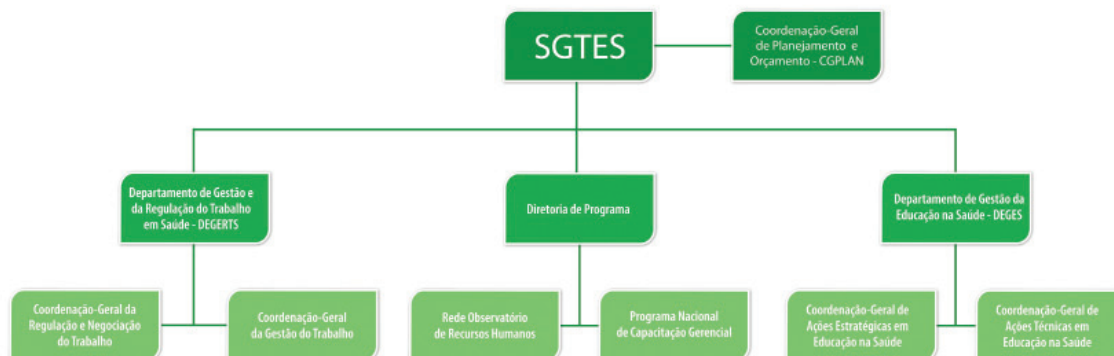 SGTES
Coordenação-Geral
de Planejamento e
Orçamento - CGPLAN
Departamento de Gestão e
da Regulação do Trabalho
em Saúde - DEGERTS
Diretoria de Programa
Departamento de Gestão da
Educação na Saúde - DEGES
Coordenação-Geral da
Regulação e Negociação
do Trabalho
Coordenação-Geral
da Gestão do Trabalho
Rede Observatório
de Recursos Humanos
Programa Nacional
de Capacitação Gerencial
Coordenação-Geral de
Ações Estratégicas em
Educação na Saúde
Coordenação-Geral de
Ações Técnicas em
Educação na Saúde